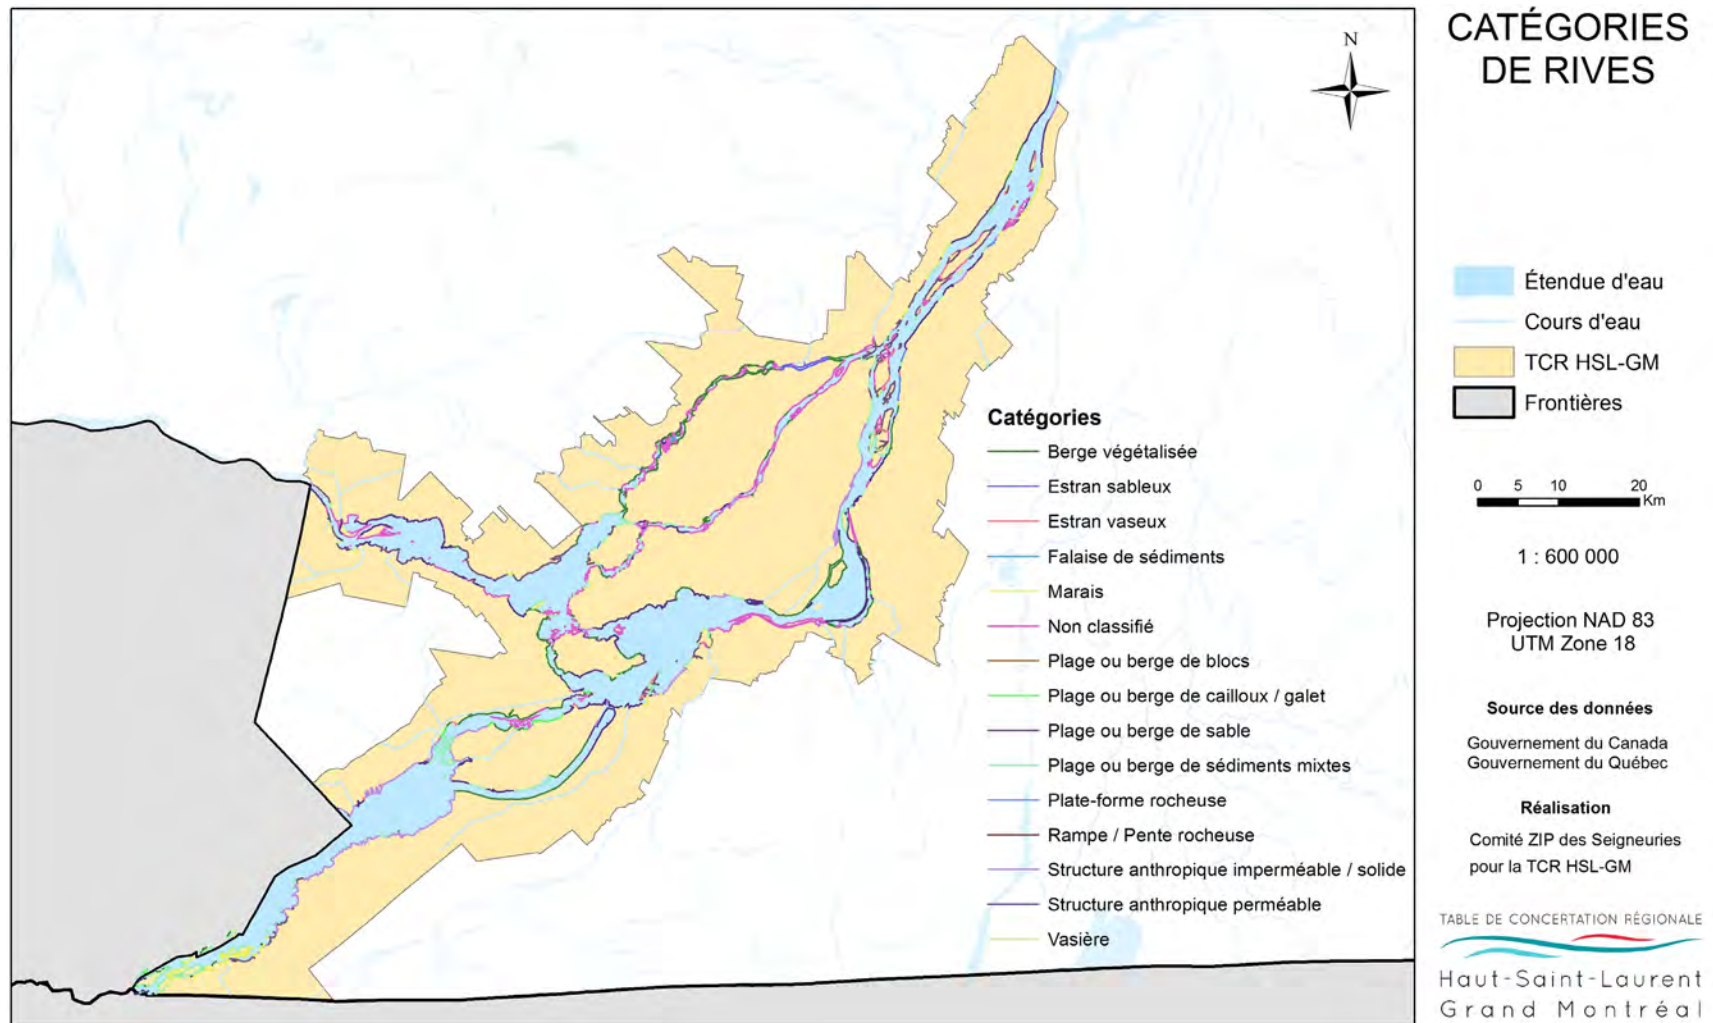 CATÉGORIES
DE RIVES
N
Étendue d'eau
Cours d'eau
TCR HSL-GM
Frontières
0 5 10 20
Km
1 : 600 000
Projection NAD 83
UTM Zone 18
Source des données
Gouvernement du Canada
Gouvernement du Québec
Réalisation
Comité ZIP des Seigneuries
pour la TCR HSL-GM
TABLE DE CONCERTATION RÉGIONALE
Haut-Saint-Laurent
Grand Montréal
Catégories
Berge végétalisée
Estran sableux
Estran vaseux
Falaise de sédiments
Marais
Non classifié
Plage ou berge de blocs
Plage ou berge de cailloux / galet
Plage ou berge de sable
Plage ou berge de sédiments mixtes
Plate-forme rocheuse
Rampe / Pente rocheuse
Structure anthropique imperméable / solide
Structure anthropique perméable
Vasière